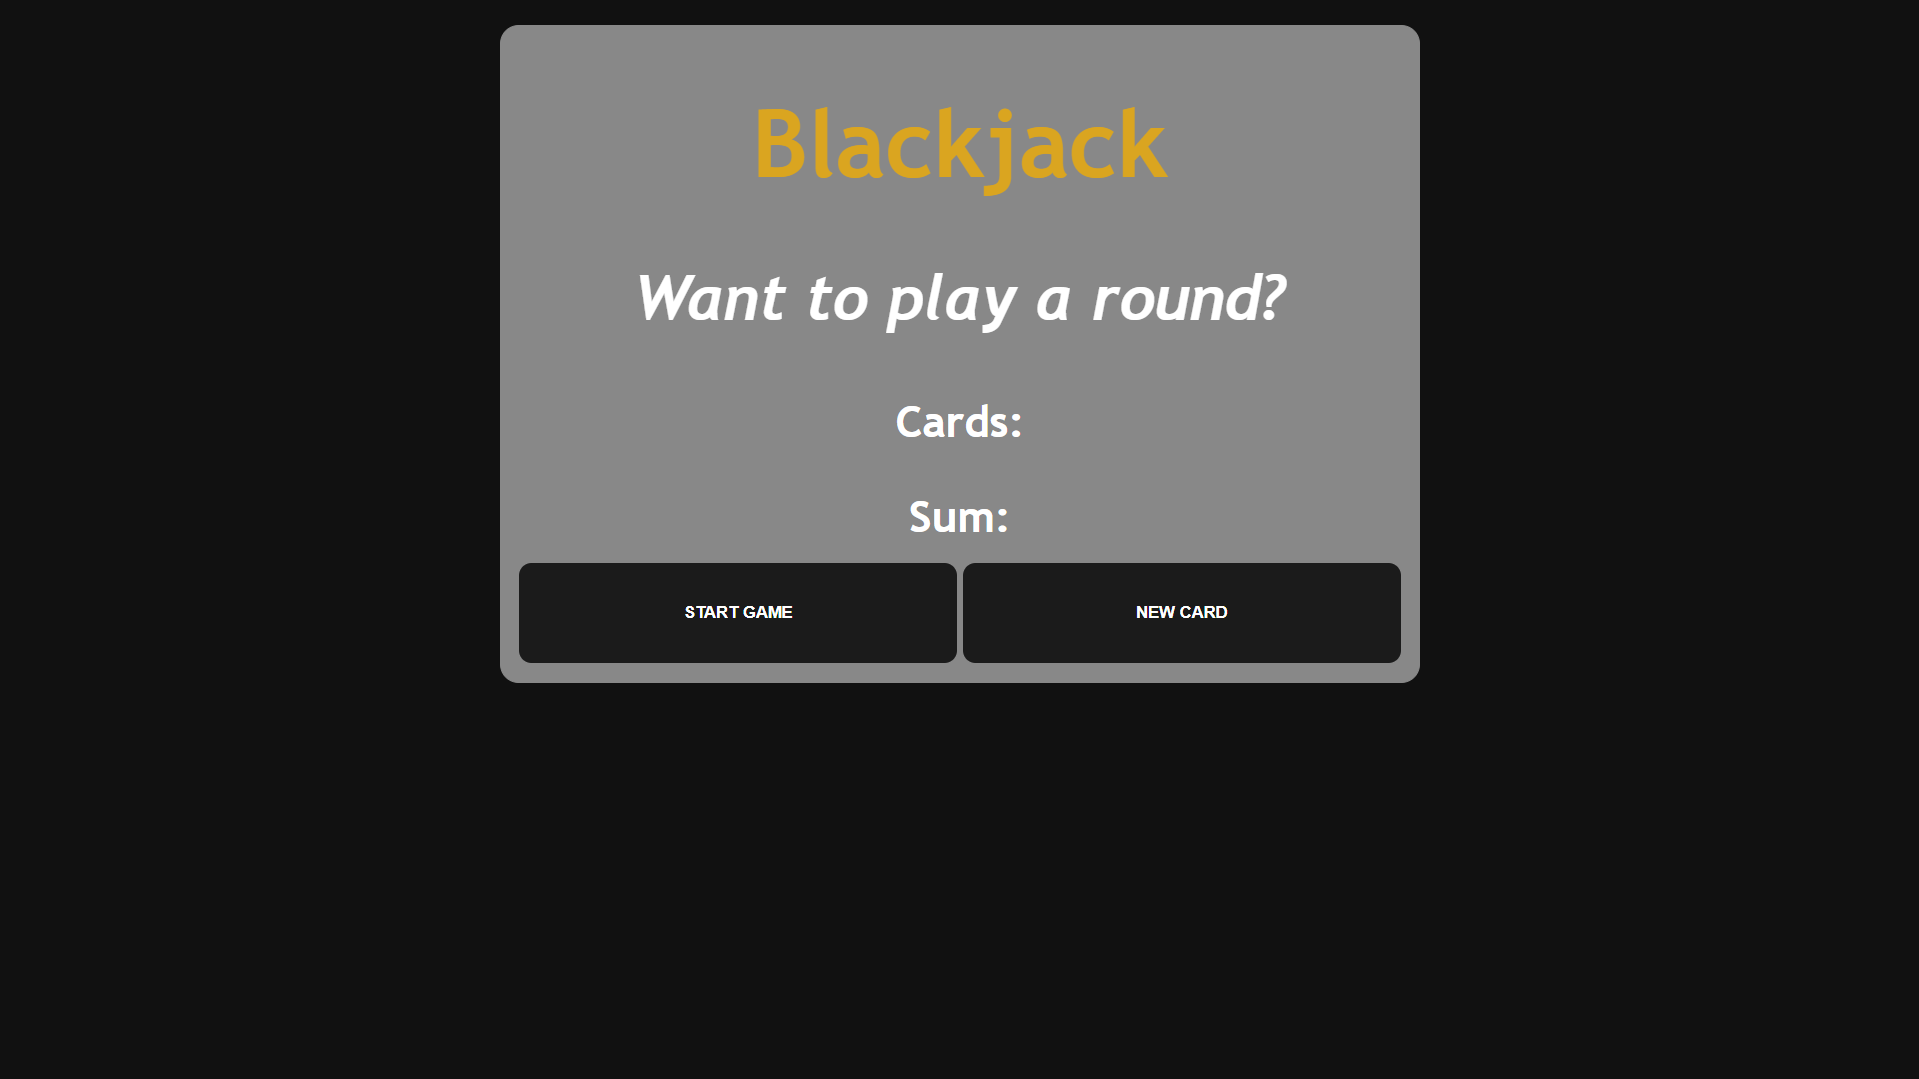 Blackjack
Want to play a round?
Cards:
Sum:
START GAME
NEW CARD